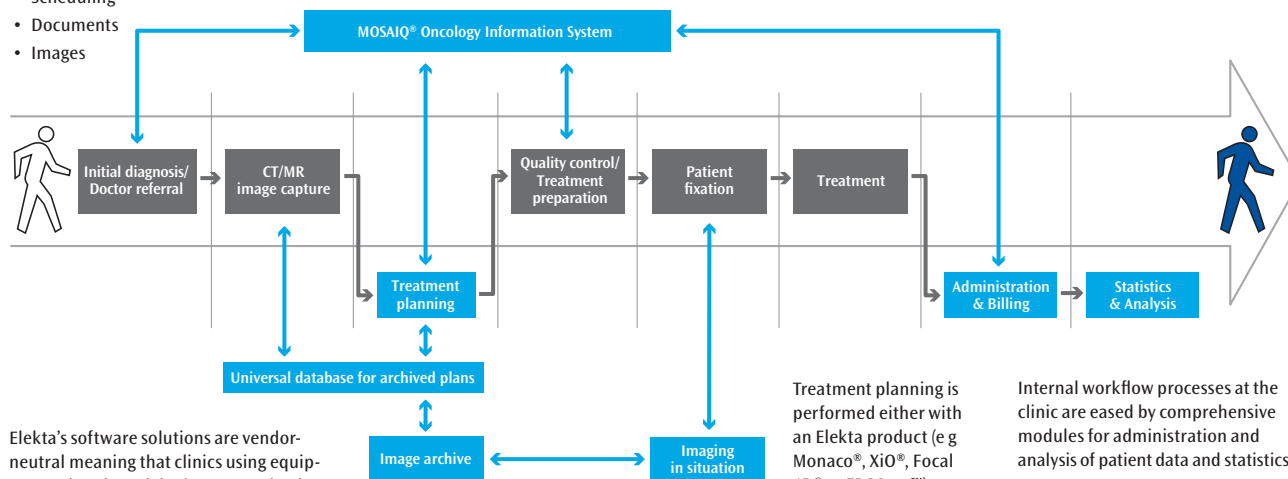 • Documents
• Images
MOSAIQ® Oncology Information System
Initial diagnosis/
Doctor referral
CT/MR
image capture
Quality control/
Treatment
preparation
Patient
fixation
Treatment
Treatment
planning
Administration
& Billing
Statistics
& Analysis
Universal database for archived plans
Image archive
Imaging
in situation
Elekta's software solutions are vendor-
neutral meaning that clinics using equip-
Treatment planning is
performed either with
an Elekta product (e g
Monaco®, XiO®, Focal
Internal workflow processes at the
clinic are eased by comprehensive
modules for administration and
analysis of patient data and statistics